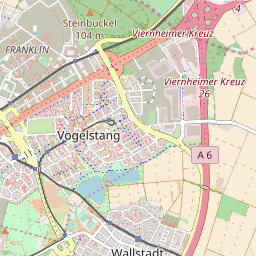 Steinbuckel
104 m
Viernheimer Kreuz
4
FRANKLIN
Viernheimer Kreuz
26
Vogelstang
A 6
Wallstadt